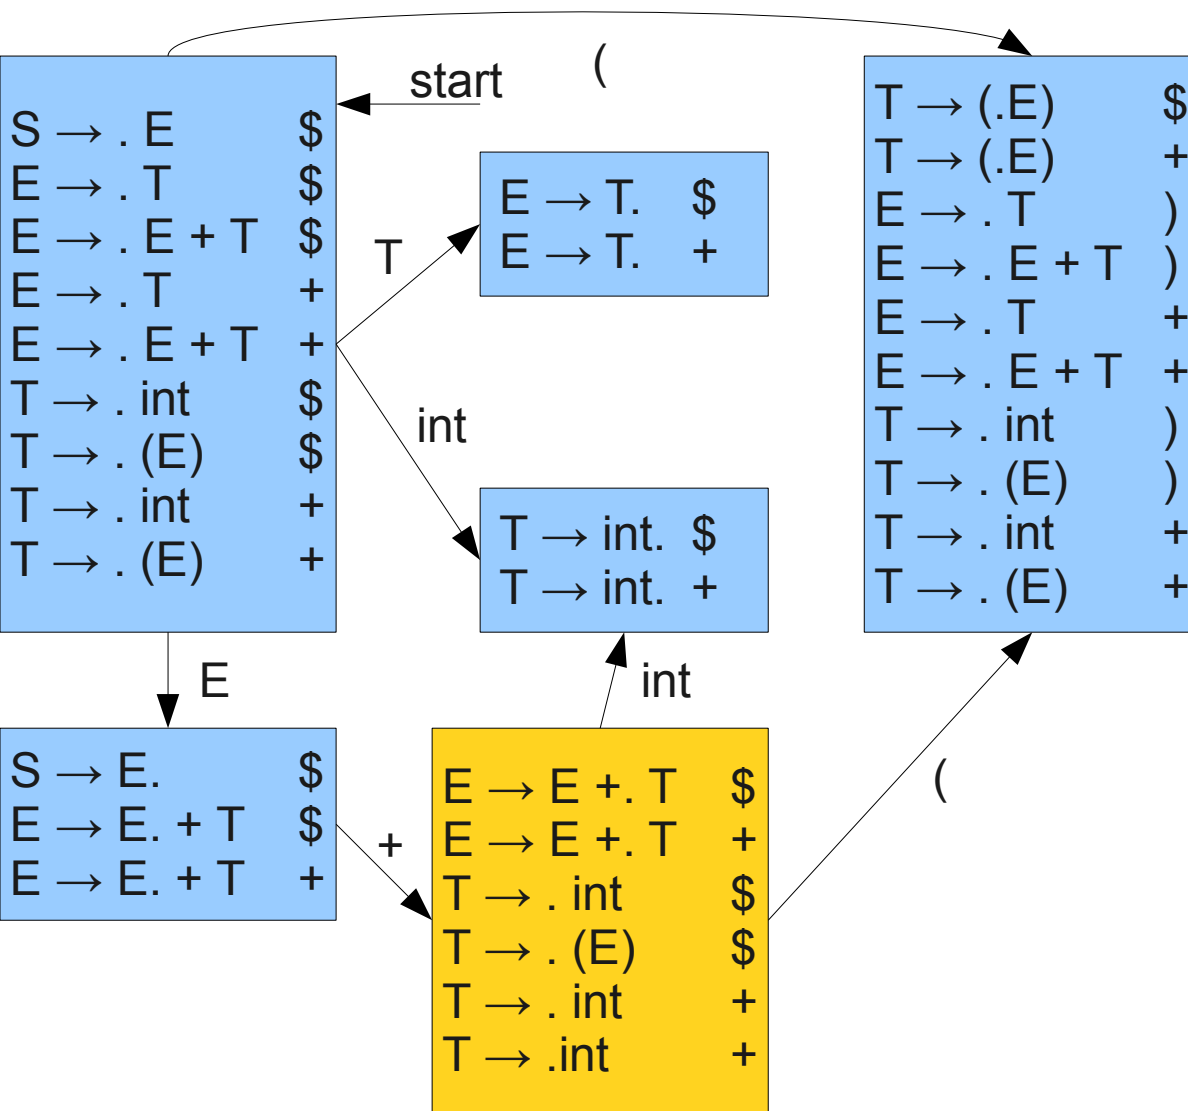 (
start
S → . E $
E → . T $
E → . E + T $
E → . T +
E → . E + T +
T → . int $
T → . (E) $
T → . int +
T → . (E) +
T
E → T. $
E → T. +
int
T → int. $
T → int. +
T → (.E) $
T → (.E) +
E → . T )
E → . E + T )
E → . T +
E → . E + T +
T → . int )
T → . (E) )
T → . int +
T → . (E) +
E
int
S → E. $
E → E. + T $
E → E. + T +
+
E → E +. T $
E → E +. T +
T → . int $
T → . (E) $
T → . int +
T → .int +
(